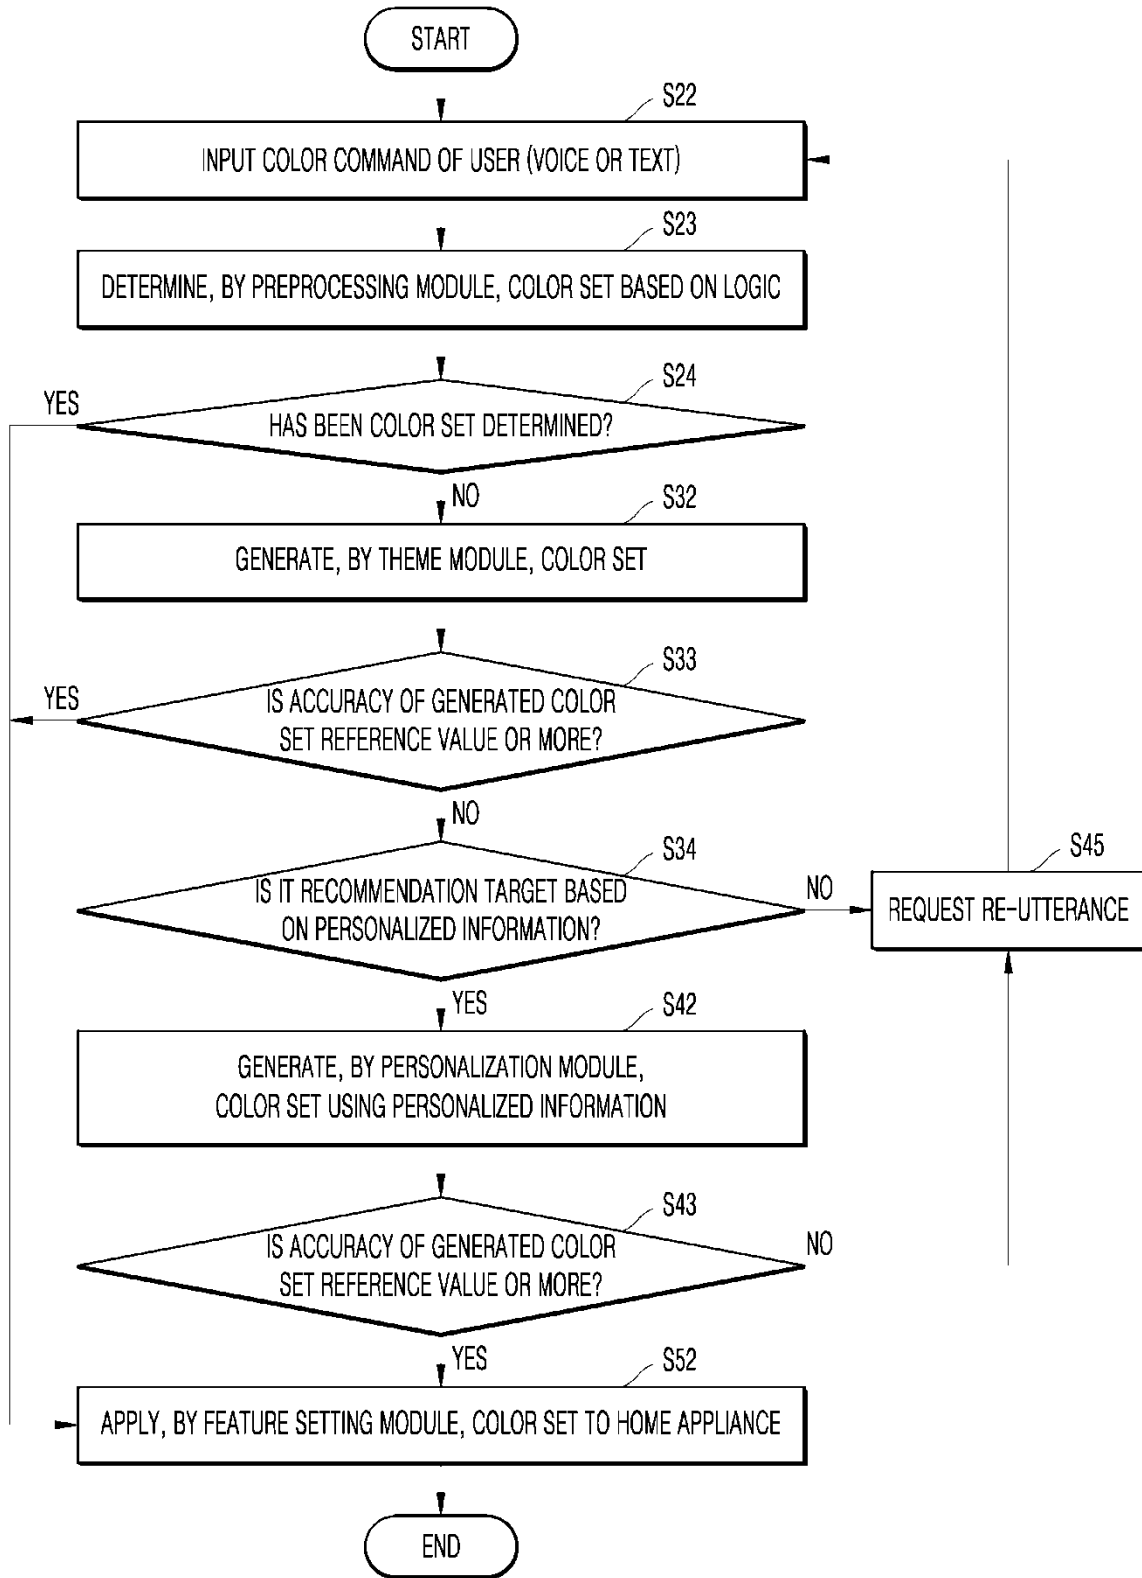 START
S22
INPUT COLOR COMMAND OF USER (VOICE OR TEXT)
S23
DETERMINE, BY PREPROCESSING MODULE, COLOR SET BASED ON LOGIC
S24
YES
HAS BEEN COLOR SET DETERMINED?
NO
S32
GENERATE, BY THEME MODULE, COLOR SET
S33
YES
IS ACCURACY OF GENERATED COLOR
SET REFERENCE VALUE OR MORE?
NO
S34
IS IT RECOMMENDATION TARGET BASED
ON PERSONALIZED INFORMATION?
NO
S45
REQUEST RE-UTTERANCE
YES
S42
GENERATE, BY PERSONALIZATION MODULE,
COLOR SET USING PERSONALIZED INFORMATION
S43
IS ACCURACY OF GENERATED COLOR
SET REFERENCE VALUE OR MORE?
NO
YES
S52
APPLY, BY FEATURE SETTING MODULE, COLOR SET TO HOME APPLIANCE
END